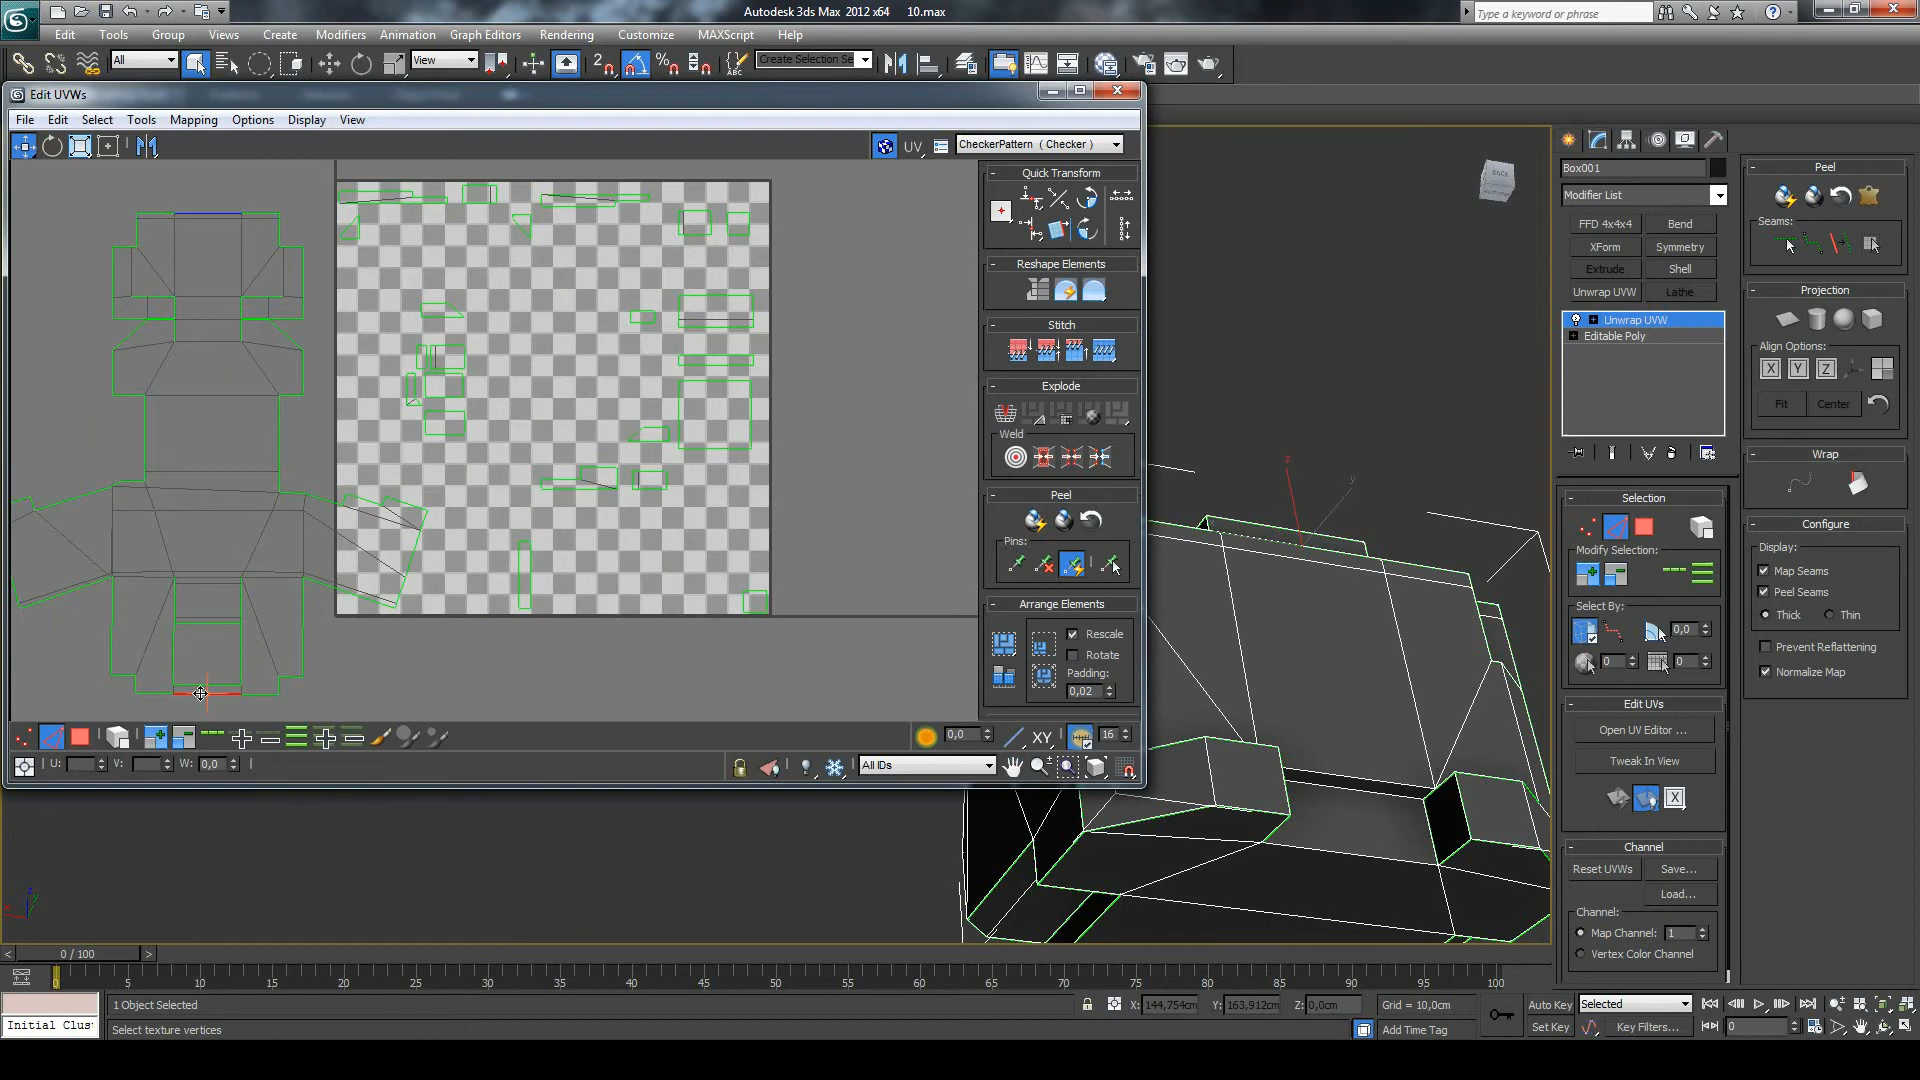 Autodesk 3ds Max 2012 x64 10.max
Type a keyword or phrase
Edit Tools Group Views Create Modifiers Animation Graph Editors Rendering Customize MAXScript Help
All
View
Create Selection Se
Edit UVWs
File Edit Select Tools Mapping Options Display View
UV
CheckerPattern ( Checker )
Quick Transform
Reshape Elements
Stitch
Explode
Weld
Peel
Pins:
Arrange Elements
Rescale
Rotate
Padding:
0,02
0,0
XY
16
U:
V:
W: 0,0
All IDs
BACK
z
y
Box001
Modifier List
FFD 4x4x4 Bend
XForm Symmetry
Extrude Shell
Unwrap UVW Lathe
Unwrap UVW
Editable Poly
Selection
Modify Selection:
Select By:
0,0
0
0
Edit UVs
Open UV Editor ...
Tweak In View
X
Channel
Reset UVWs Save...
Load...
Channel:
Map Channel: 1
Vertex Color Channel
Peel
Seams:
Projection
Align Options:
X Y Z
Fit Center
Wrap
Configure
Display:
Map Seams
Peel Seams
Thick Thin
Prevent Reflattening
Normalize Map
< 0 / 100 >
0 5 10 15 20 25 30 35 40 45 50 55 60 65 70 75 80 85 90 95 100
1 Object Selected
X: 144,754cm Y: 163,912cm Z: 0,0cm Grid = 10,0cm
Auto Key Selected
Initial Clus
Select texture vertices
Add Time Tag
Set Key Key Filters... 0